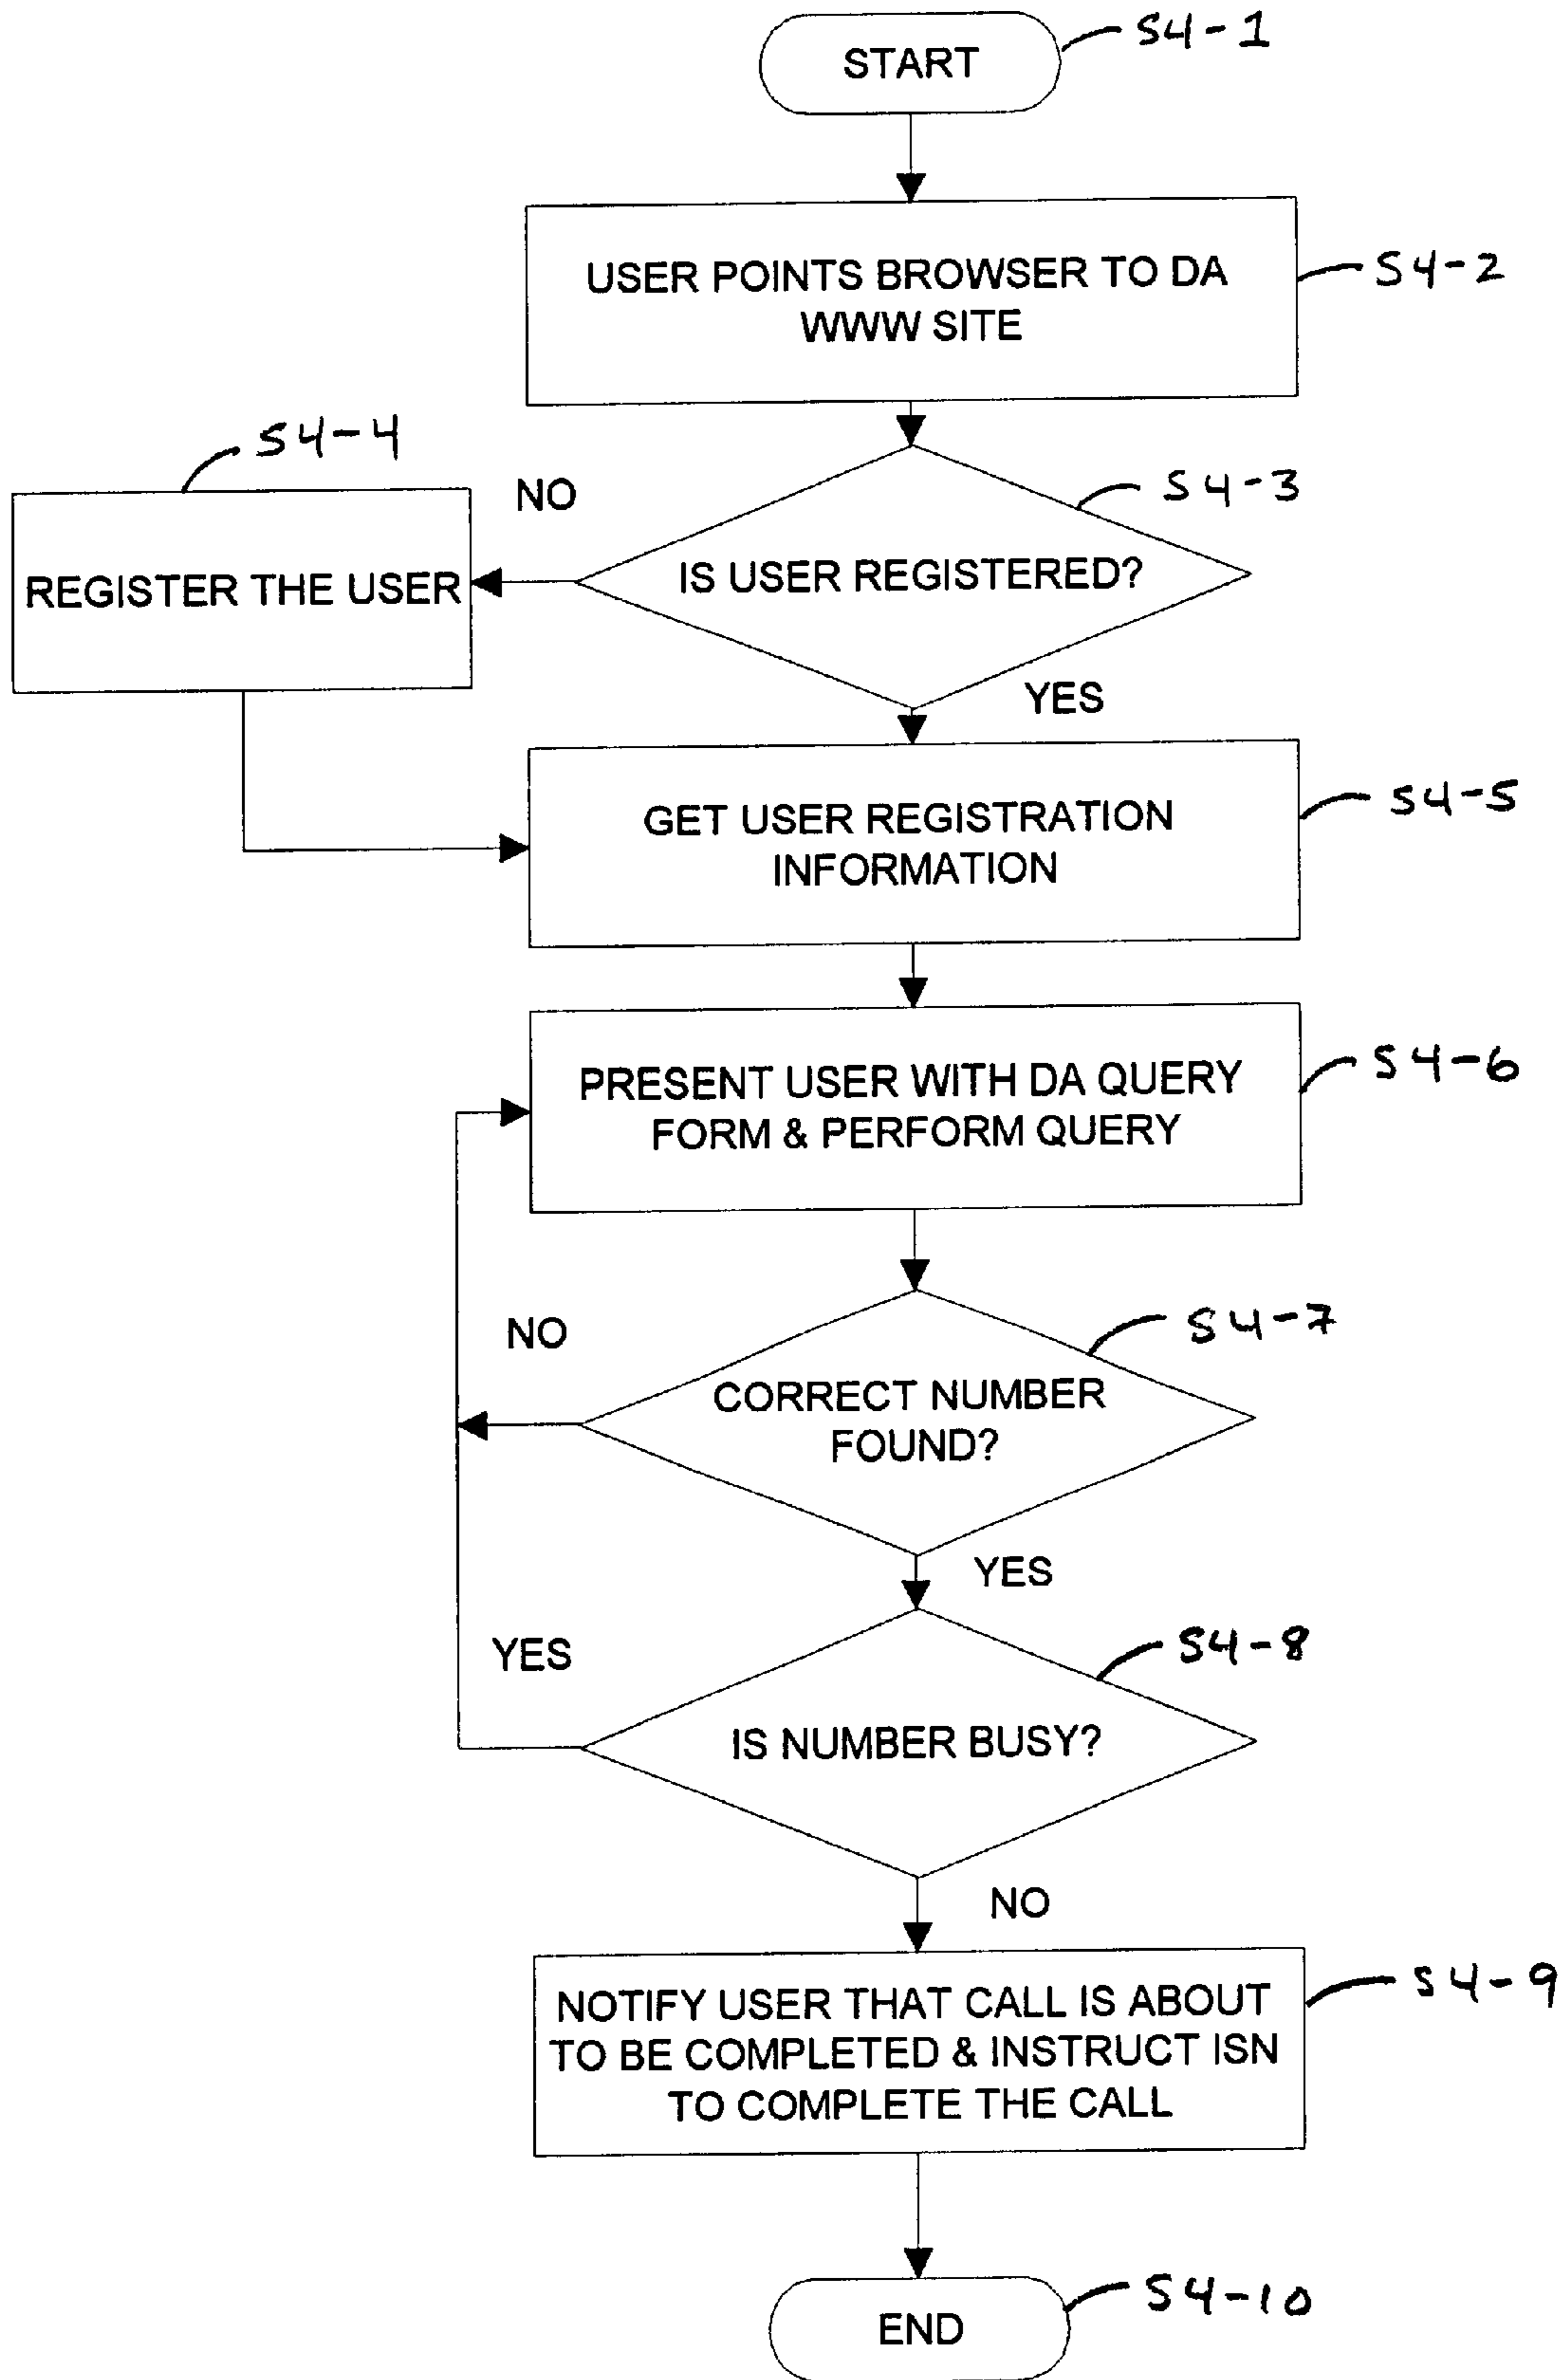 START
S4-1
USER POINTS BROWSER TO DA
WWW SITE
S4-2
S4-4
NO
S4-3
REGISTER THE USER
IS USER REGISTERED?
YES
GET USER REGISTRATION
INFORMATION
S4-5
PRESENT USER WITH DA QUERY
FORM & PERFORM QUERY
S4-6
NO
S4-7
CORRECT NUMBER
FOUND?
YES
YES
S4-8
IS NUMBER BUSY?
NO
NOTIFY USER THAT CALL IS ABOUT
TO BE COMPLETED & INSTRUCT ISN
TO COMPLETE THE CALL
S4-9
END
S4-10